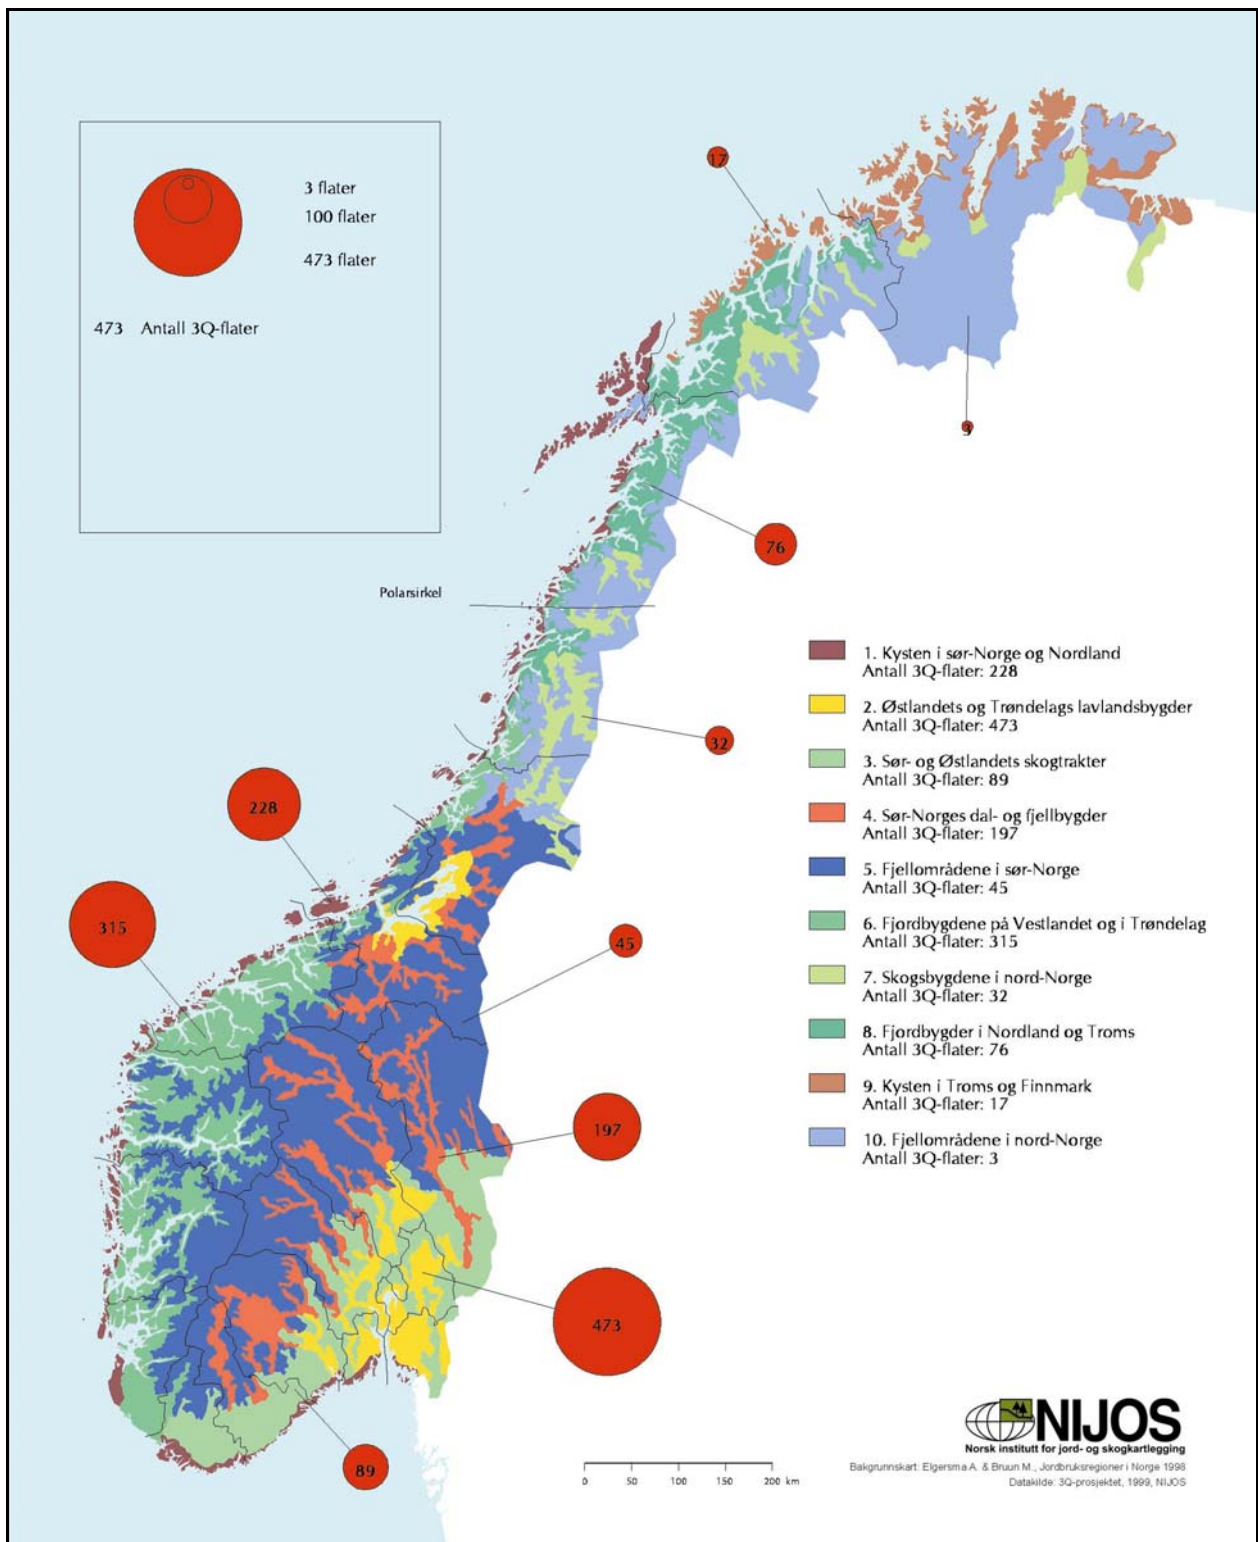 3 flater
100 flater
473 flater
473 Antall 3Q-flater
17
3
76
Polarsirkel
32
228
315
45
197
473
89
1. Kysten i sør-Norge og Nordland
Antall 3Q-flater: 228
2. Østlandets og Trøndelags lavlandsbygder
Antall 3Q-flater: 473
3. Sør- og Østlandets skogtrakter
Antall 3Q-flater: 89
4. Sør-Norges dal- og fjellbygder
Antall 3Q-flater: 197
5. Fjellområdene i sør-Norge
Antall 3Q-flater: 45
6. Fjordbygdene på Vestlandet og i Trøndelag
Antall 3Q-flater: 315
7. Skogsbygdene i nord-Norge
Antall 3Q-flater: 32
8. Fjordbygder i Nordland og Troms
Antall 3Q-flater: 76
9. Kysten i Troms og Finnmark
Antall 3Q-flater: 17
10. Fjellområdene i nord-Norge
Antall 3Q-flater: 3
NIJOS
Norsk institutt for jord- og skogkartlegging
Bakgrunnskart: Elgersma A. & Bruun M., Jordbruksregioner i Norge 1998
Datakilde: 3Q-prosjektet, 1999, NIJOS
0 50 100 150 200 km